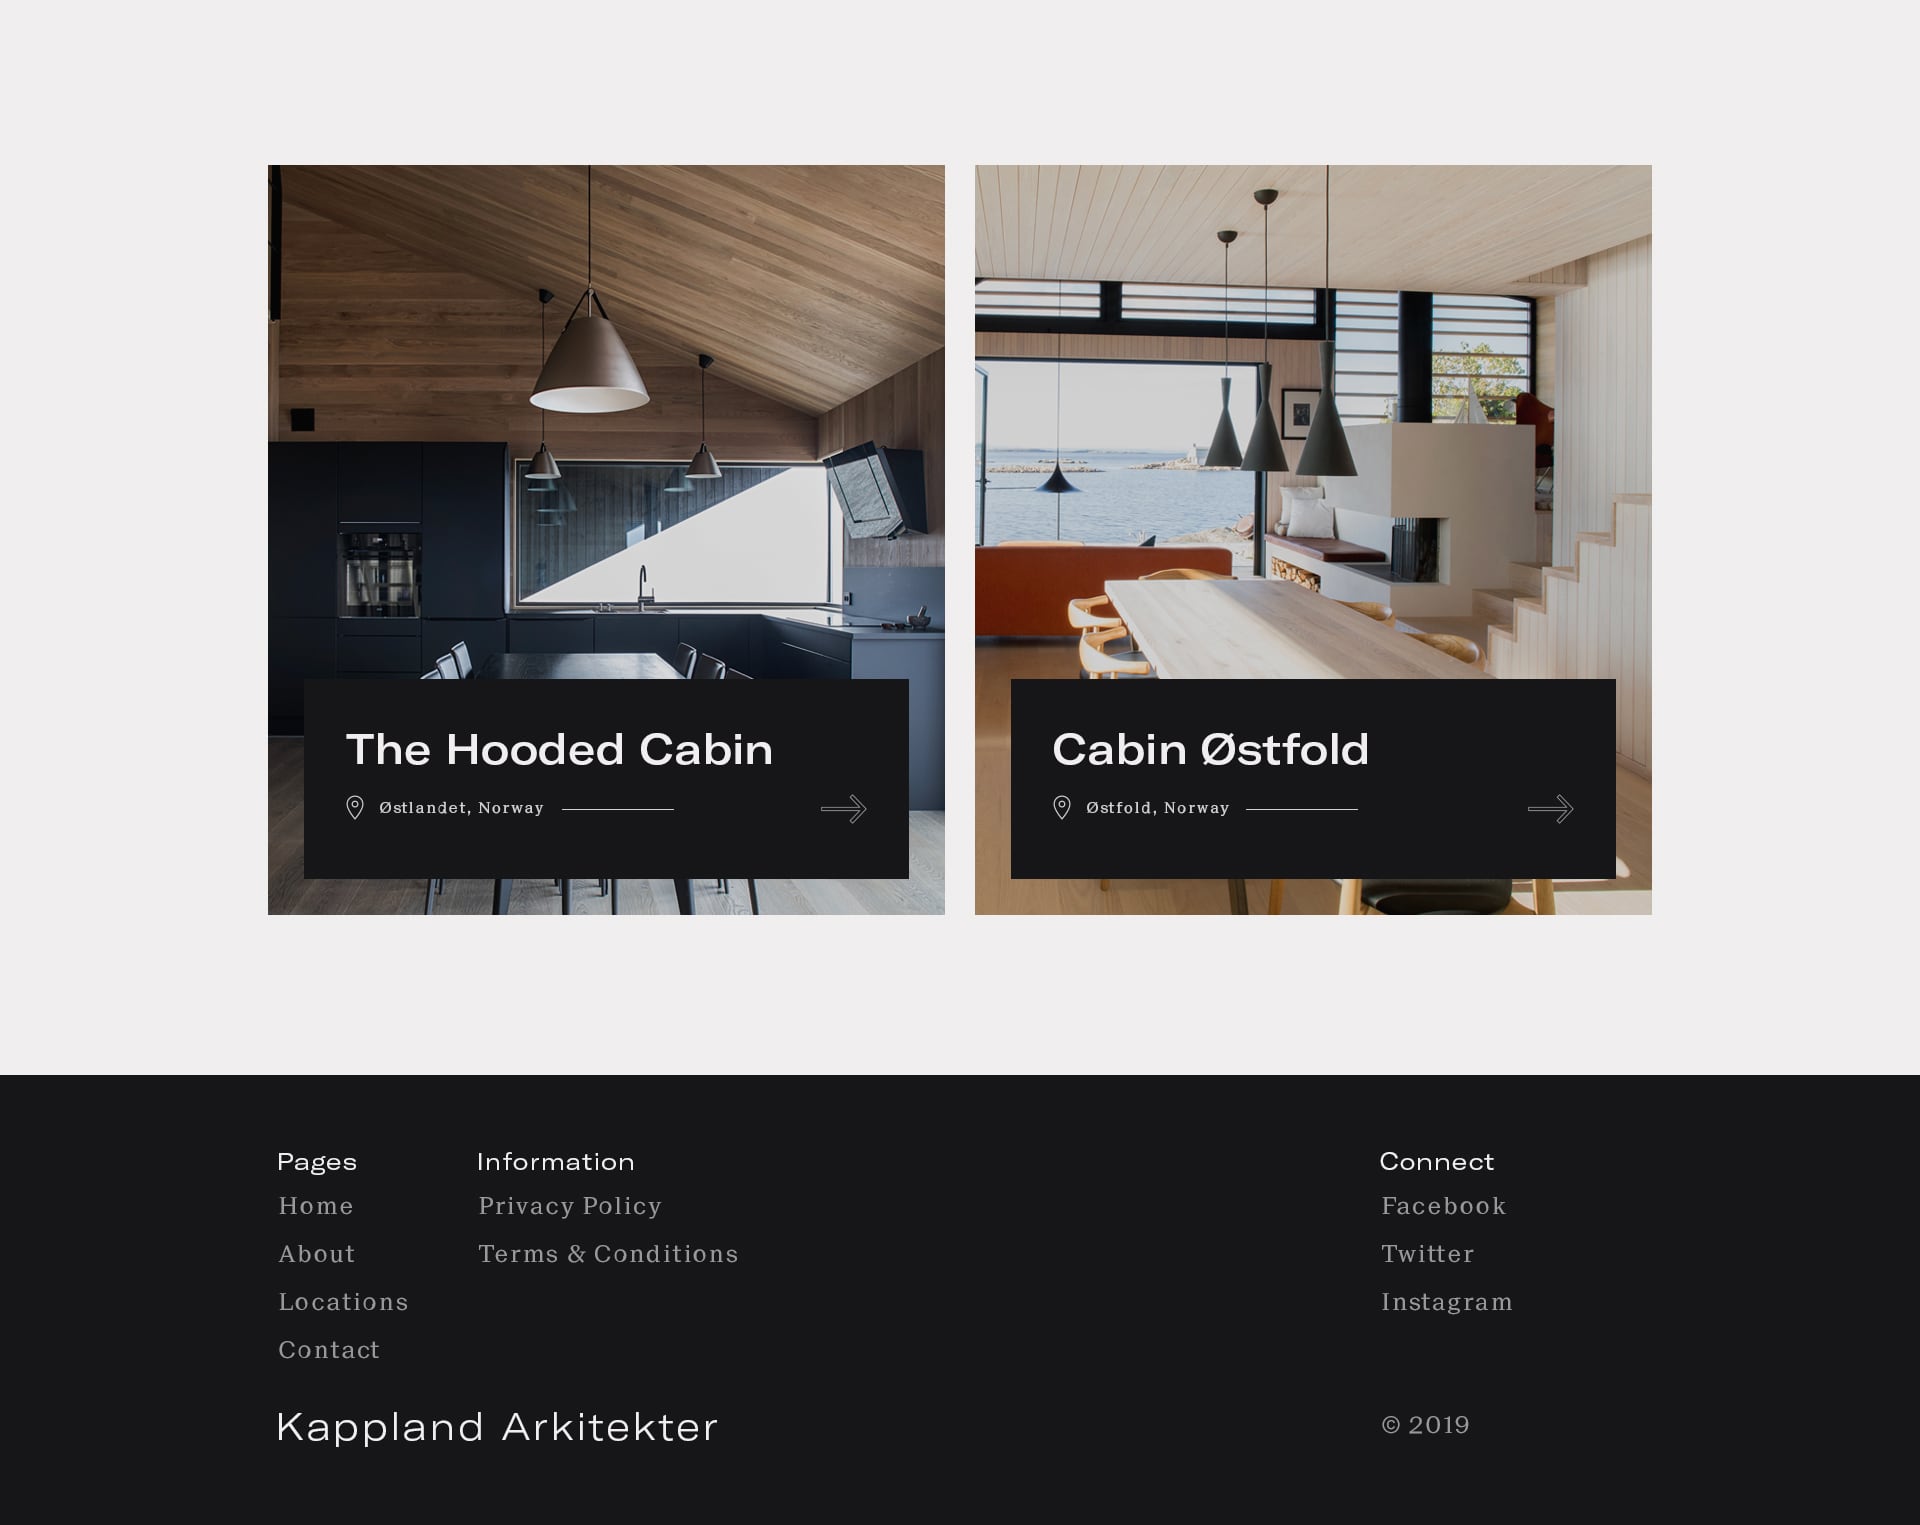 The Hooded Cabin
Østlandet, Norway
Cabin Østfold
Østfold, Norway
Pages
Home
About
Locations
Contact
Information
Privacy Policy
Terms & Conditions
Connect
Facebook
Twitter
Instagram
Kappland Arkitekter
© 2019